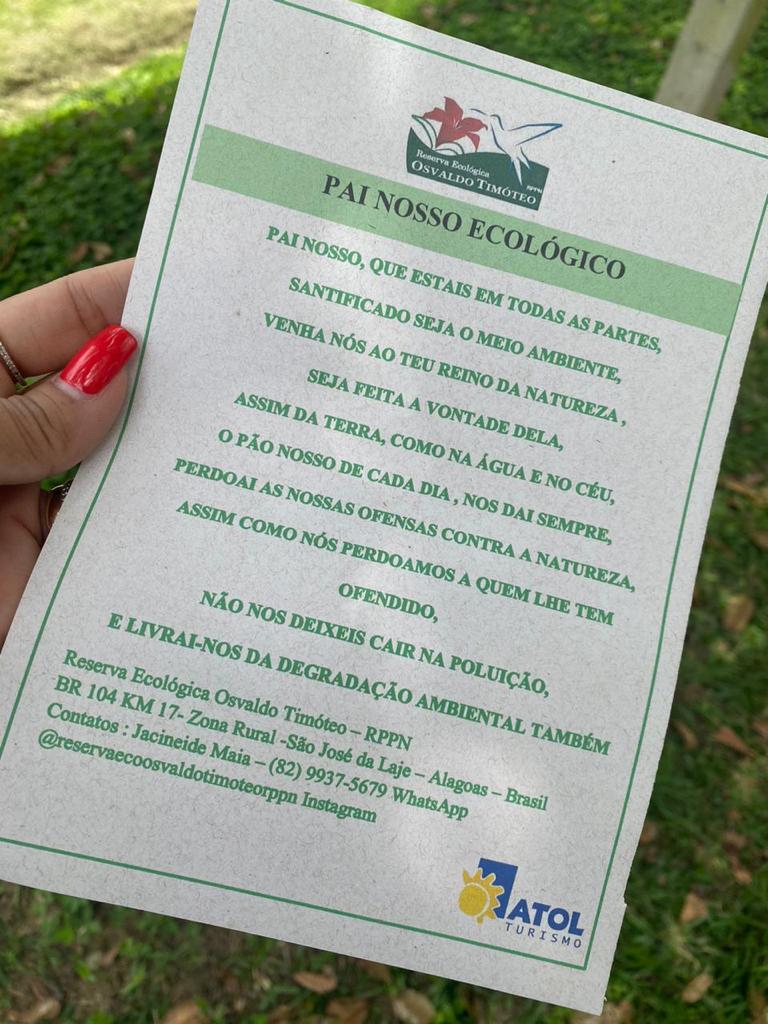 Reserva Ecológica
OSVALDO TIMÓTEO
RPPN
PAI NOSSO ECOLÓGICO
PAI NOSSO, QUE ESTAIS EM TODAS AS PARTES,
SANTIFICADO SEJA O MEIO AMBIENTE,
VENHA NÓS AO TEU REINO DA NATUREZA ,
SEJA FEITA A VONTADE DELA,
ASSIM DA TERRA, COMO NA ÁGUA E NO CÉU,
O PÃO NOSSO DE CADA DIA , NOS DAI SEMPRE,
PERDOAI AS NOSSAS OFENSAS CONTRA A NATUREZA,
ASSIM COMO NÓS PERDOAMOS A QUEM LHE TEM
OFENDIDO,
NÃO NOS DEIXEIS CAIR NA POLUIÇÃO,
E LIVRAI-NOS DA DEGRADAÇÃO AMBIENTAL TAMBÉM
Reserva Ecológica Osvaldo Timóteo – RPPN
BR 104 KM 17- Zona Rural -São José da Laje – Alagoas – Brasil
Contatos : Jacineide Maia – (82) 9937-5679 WhatsApp
@reservaecoosvaldotimoteorppn Instagram
ATOL
TURISMO